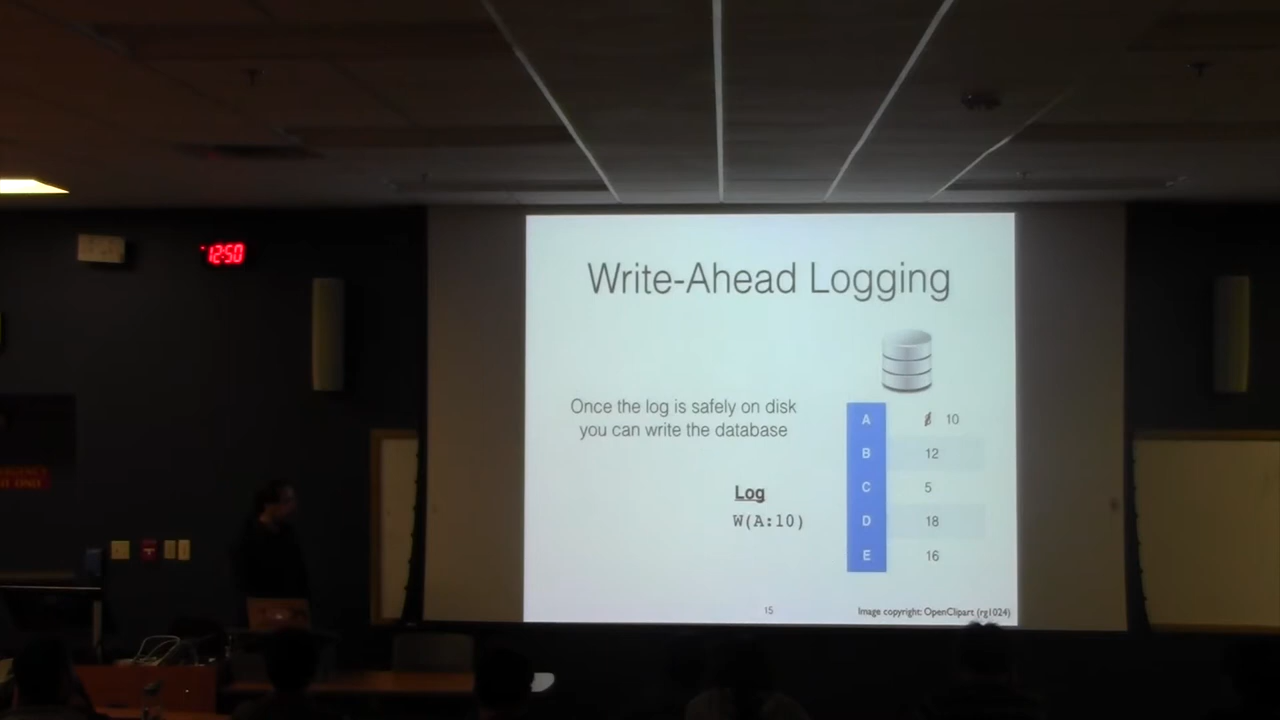 12:50
Write-Ahead Logging
Once the log is safely on disk
you can write the database
Log
W(A:10)
A 10
B 12
C 5
D 18
E 16
15
Image copyright: OpenClipart (rg1024)